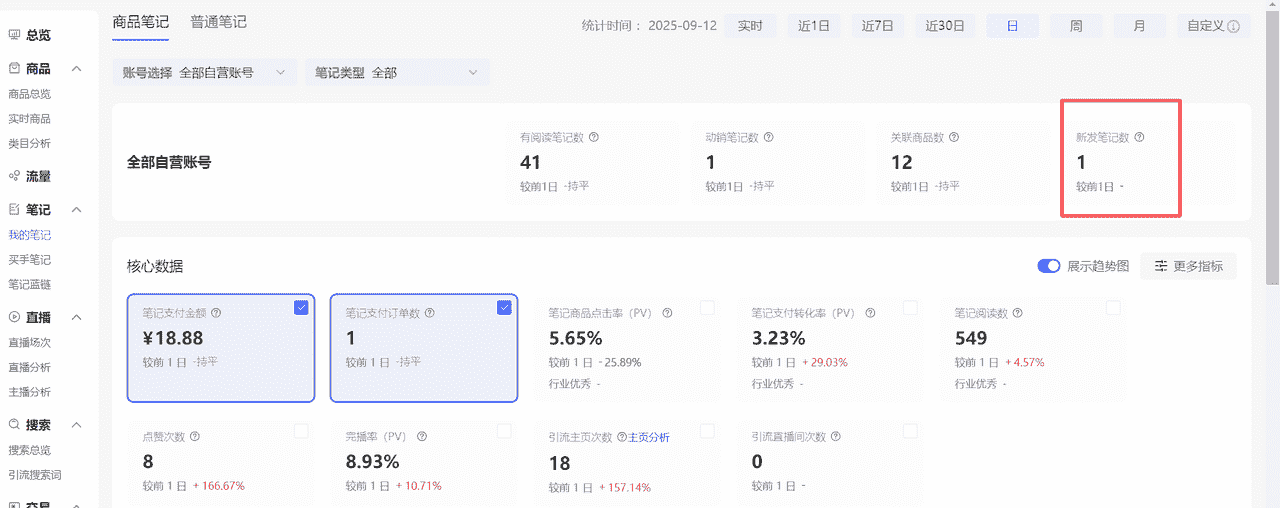 商品笔记 普通笔记 统计时间： 2025-09-12 实时 近1日 近7日 近30日 日 周 月 自定义
总览
商品
商品总览
实时商品
类目分析
流量
笔记
我的笔记
买手笔记
笔记蓝链
直播
直播场次
直播分析
主播分析
搜索
搜索总览
引流搜索词
交易
账号选择 全部自营账号 笔记类型 全部
全部自营账号
有阅读笔记数
41
较前1日 -持平
动销笔记数
1
较前1日 -持平
关联商品数
12
较前1日 -持平
新发笔记数
1
较前1日 -
核心数据 展示趋势图 更多指标
笔记支付金额
¥18.88
较前 1 日 -持平
笔记支付订单数
1
较前 1 日 -持平
笔记商品点击率（PV）
5.65%
较前 1 日 -25.89%
行业优秀 -
笔记支付转化率（PV）
3.23%
较前 1 日 +29.03%
行业优秀 -
笔记阅读数
549
较前 1 日 +4.57%
行业优秀 -
点赞次数
8
较前 1 日 +166.67%
完播率（PV）
8.93%
较前 1 日 +10.71%
引流主页次数 主页分析
18
较前 1 日 +157.14%
引流直播间次数
0
较前 1 日 -